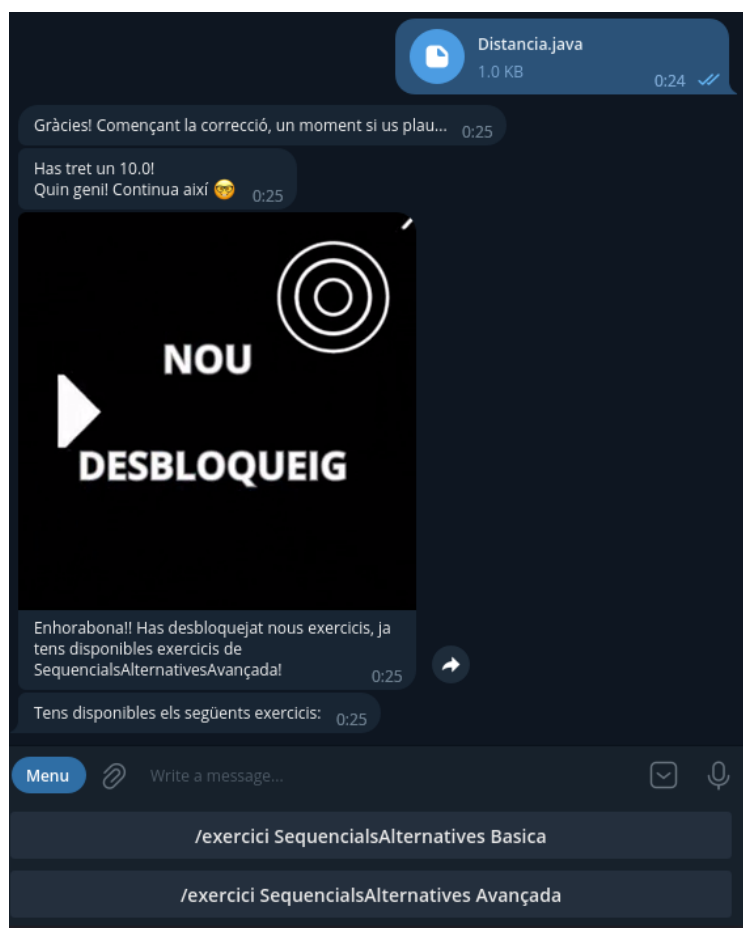 Distancia.java
1.0 KB
0:24
Gràcies! Començant la correcció, un moment si us plau... 0:25
Has tret un 10.0!
Quin geni! Continua així 🤓 0:25
NOU
DESBLOQUEIG
Enhorabona!! Has desbloquejat nous exercicis, ja
tens disponibles exercicis de
SequencialsAlternativesAvançada! 0:25
Tens disponibles els següents exercicis: 0:25
Menu Write a message...
/exercici SequencialsAlternatives Basica
/exercici SequencialsAlternatives Avançada